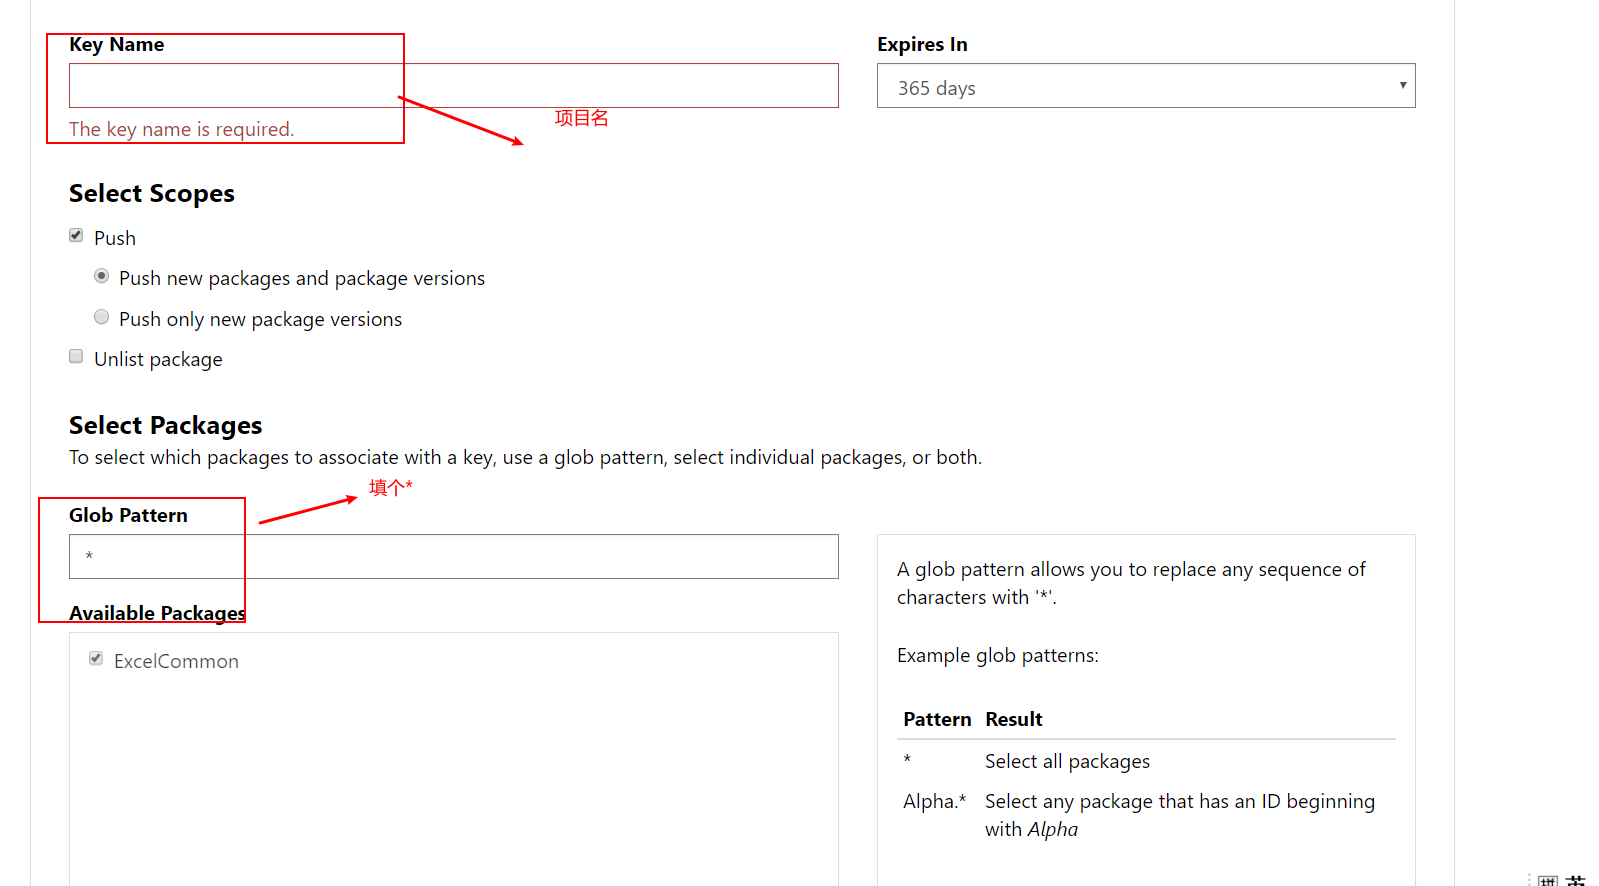 Key Name
Expires In
365 days
项目名
The key name is required.
Select Scopes
Push
Push new packages and package versions
Push only new package versions
Unlist package
Select Packages
To select which packages to associate with a key, use a glob pattern, select individual packages, or both.
填个*
Glob Pattern
*
Available Packages
ExcelCommon
A glob pattern allows you to replace any sequence of
characters with '*'.
Example glob patterns:
Pattern Result
* Select all packages
Alpha.* Select any package that has an ID beginning
with Alpha